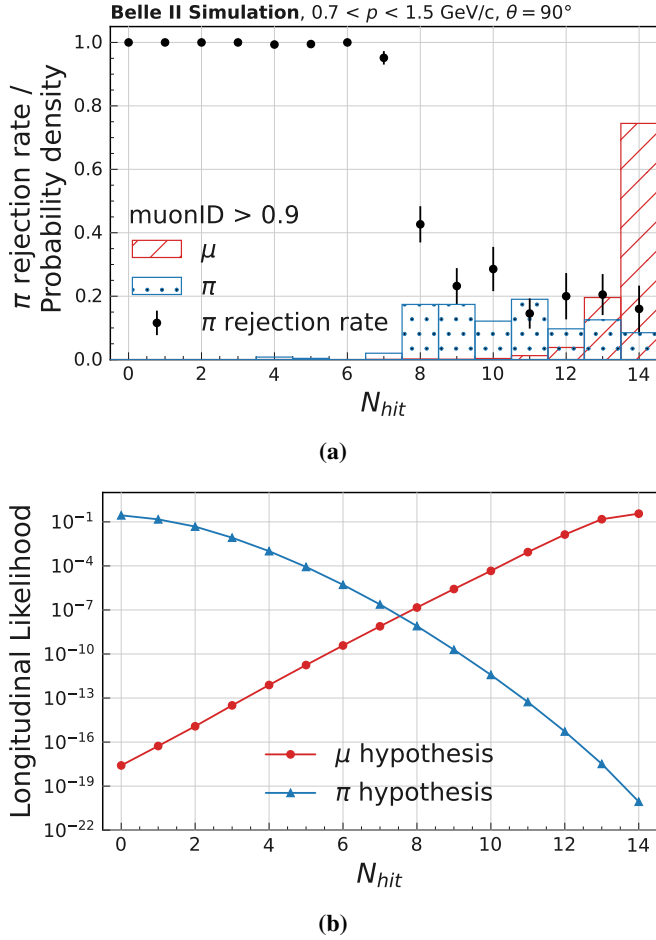 Belle II Simulation, 0.7 < p < 1.5 GeV/c, θ = 90°
π rejection rate /
Probability density
1.0
0.8
0.6
0.4
0.2
0.0
muonID > 0.9
μ
π
π rejection rate
0 2 4 6 8 10 12 14
N_hit
(a)
Longitudinal Likelihood
10⁻¹
10⁻⁴
10⁻⁷
10⁻¹⁰
10⁻¹³
10⁻¹⁶
10⁻¹⁹
10⁻²²
μ hypothesis
π hypothesis
0 2 4 6 8 10 12 14
N_hit
(b)